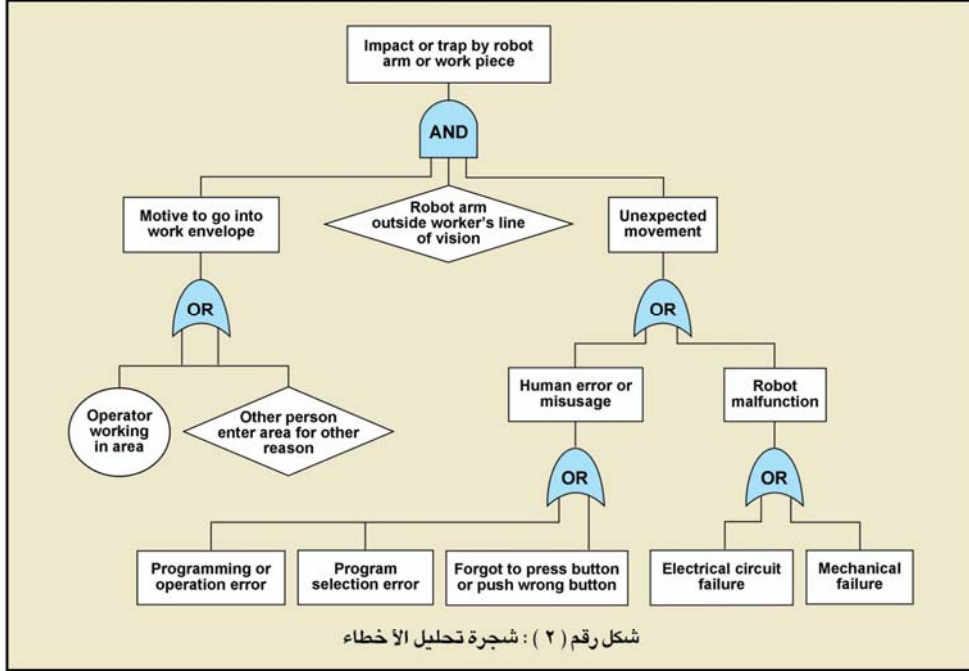 Impact or trap by robot
arm or work piece
AND
Motive to go into
work envelope
Robot arm
outside worker's line
of vision
Unexpected
movement
OR
OR
Operator
working
in area
Other person
enter area for other
reason
Human error or
misusage
Robot
malfunction
OR
OR
Programming or
operation error
Program
selection error
Forgot to press button
or push wrong button
Electrical circuit
failure
Mechanical
failure
شكل رقم ( ٢ ) : شجرة تحليل الأخطاء